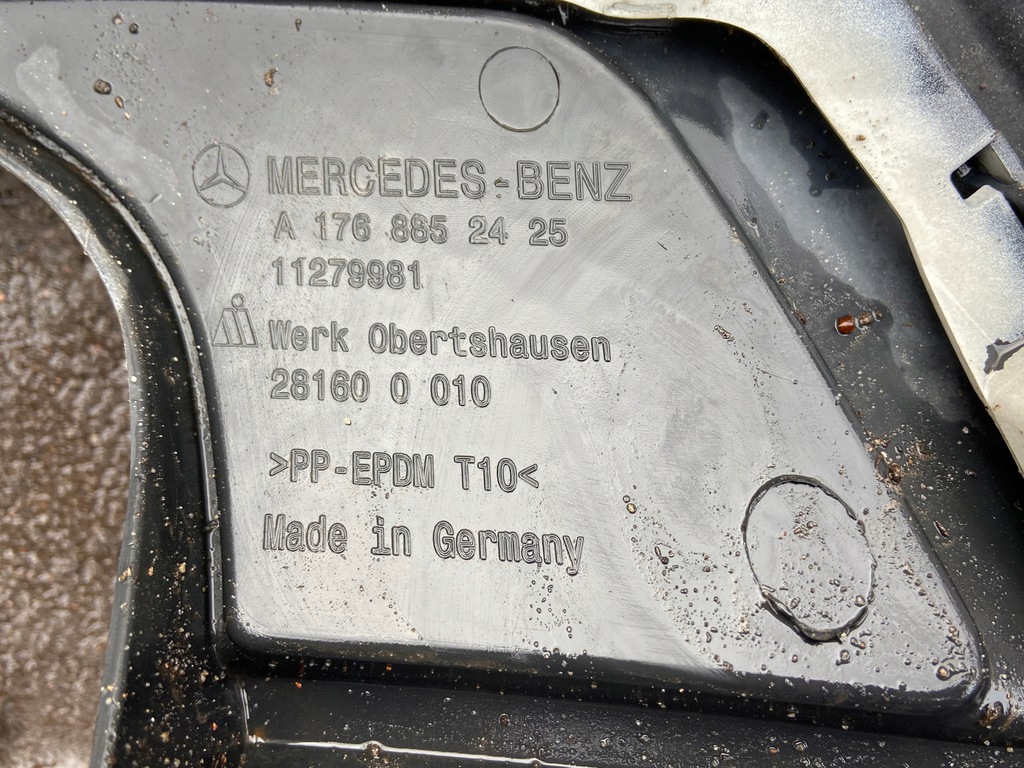 MERCEDES-BENZ
A 176 885 24 25
11279981
Werk Obertshausen
28160 0 010
>PP-EPDM T10<
Made in Germany